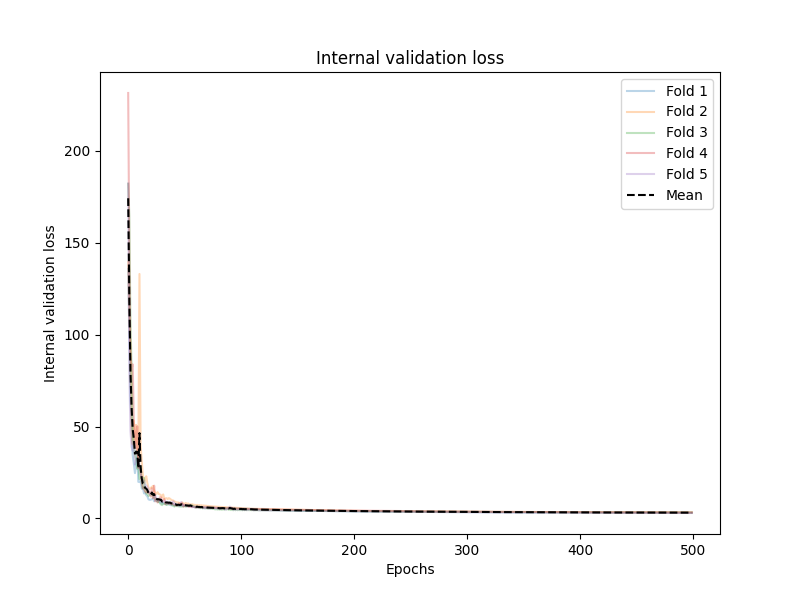 Internal validation loss
Fold 1
Fold 2
Fold 3
Fold 4
Fold 5
Mean
Internal validation loss
200
150
100
50
0
0 100 200 300 400 500
Epochs